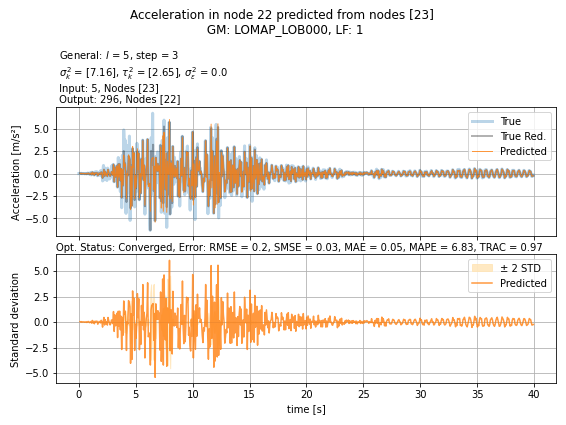 Acceleration in node 22 predicted from nodes [23]
GM: LOMAP_LOB000, LF: 1
General: l = 5, step = 3
σ²ₖ = [7.16], τ²ₖ = [2.65], σ²ε = 0.0
Input: 5, Nodes [23]
Output: 296, Nodes [22]
Acceleration [m/s²]
5.0
2.5
0.0
−2.5
−5.0
True
True Red.
Predicted
Opt. Status: Converged, Error: RMSE = 0.2, SMSE = 0.03, MAE = 0.05, MAPE = 6.83, TRAC = 0.97
Standard deviation
5.0
2.5
0.0
−2.5
−5.0
± 2 STD
Predicted
0 5 10 15 20 25 30 35 40
time [s]